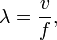 λ = v/f,